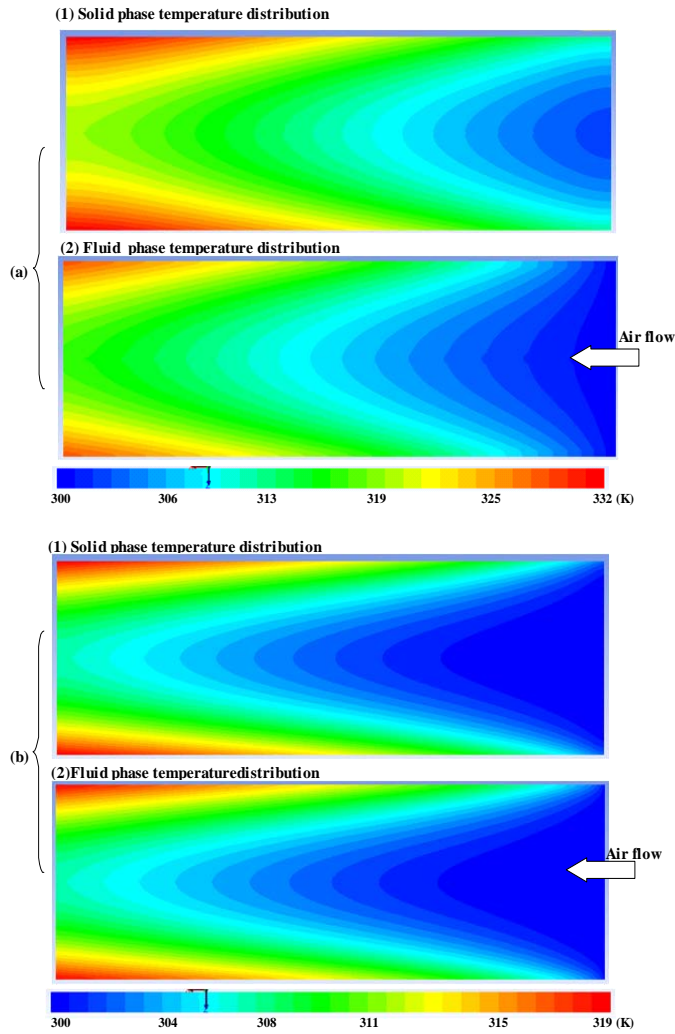 (1) Solid phase temperature distribution
(a)
(2) Fluid phase temperature distribution
Air flow
300 306 313 319 325 332 (K)
(1) Solid phase temperature distribution
(b)
(2)Fluid phase temperaturedistribution
Air flow
300 304 308 311 315 319 (K)